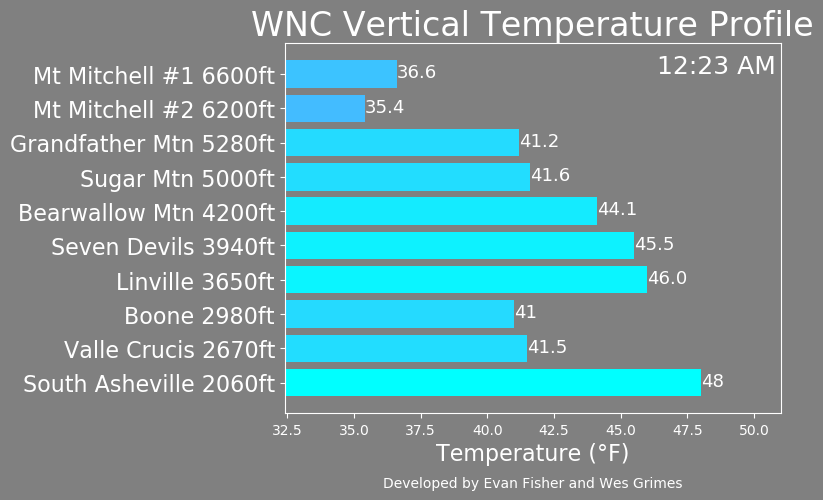 WNC Vertical Temperature Profile
12:23 AM
Mt Mitchell #1 6600ft 36.6
Mt Mitchell #2 6200ft 35.4
Grandfather Mtn 5280ft 41.2
Sugar Mtn 5000ft 41.6
Bearwallow Mtn 4200ft 44.1
Seven Devils 3940ft 45.5
Linville 3650ft 46.0
Boone 2980ft 41
Valle Crucis 2670ft 41.5
South Asheville 2060ft 48
32.5 35.0 37.5 40.0 42.5 45.0 47.5 50.0
Temperature (°F)
Developed by Evan Fisher and Wes Grimes